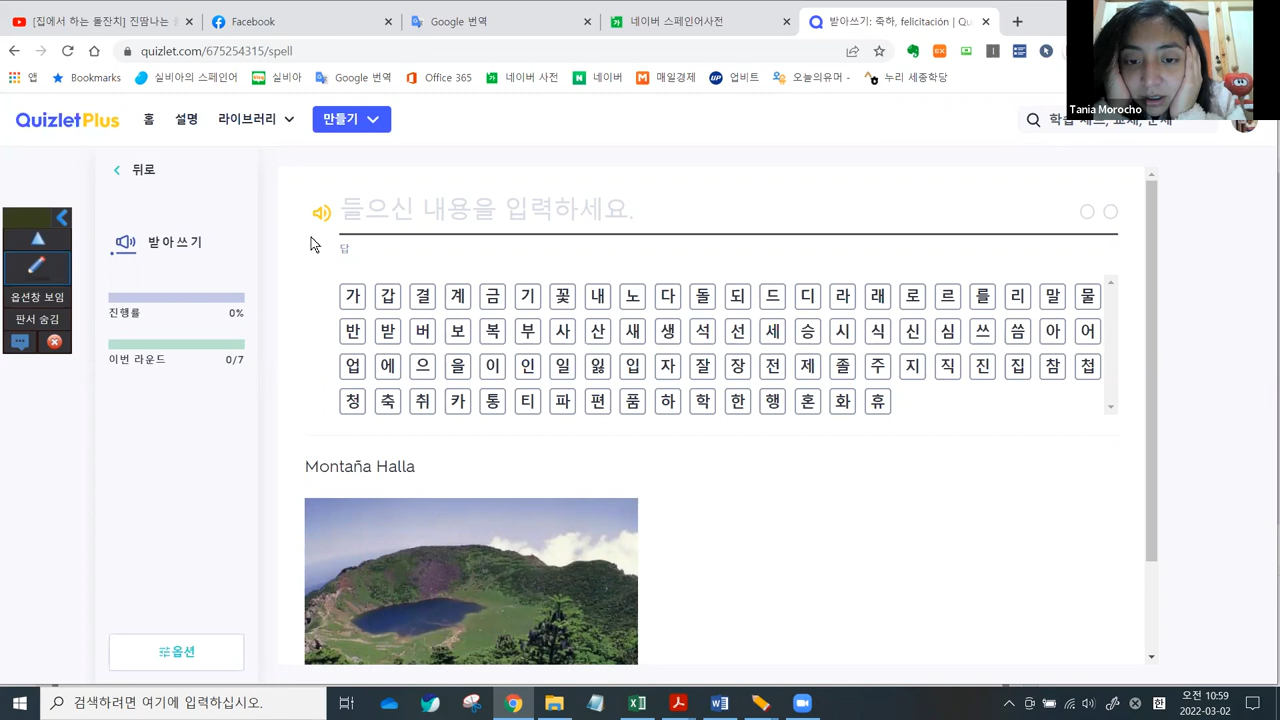 [집에서 하는 돌잔치] 진땀나는 돌
Facebook
Google 번역
네이버 스페인어사전
받아쓰기: 죽하, felicitación | Qu
quizlet.com/675254315/spell
앱
Bookmarks
실비아의 스페인어
실비아
Google 번역
Office 365
네이버 사전
네이버
매일경제
업비트
오늘의유머 -
누리 세종학당
Tania Morocho
QuizletPlus
홈
설명
라이브러리
만들기
학습 세트, 교재, 문제
뒤로
받아쓰기
진행률
0%
이번 라운드
0/7
옵션
옵션창 보임
판서 숨김
들으신 내용을 입력하세요.
답
가 갑 결 계 금 기 꽃 내 노 다 돌 되 드 디 라 래 로 르 를 리 말 물
반 받 버 보 복 부 사 산 새 생 석 선 세 승 시 식 신 심 쓰 씀 아 어
업 에 으 을 이 인 일 잃 입 자 잘 장 전 제 졸 주 지 직 진 집 참 첩
청 축 취 카 통 티 파 편 품 하 학 한 행 혼 화 휴
Montaña Halla
검색하려면 여기에 입력하십시오.
한
오전 10:59
2022-03-02